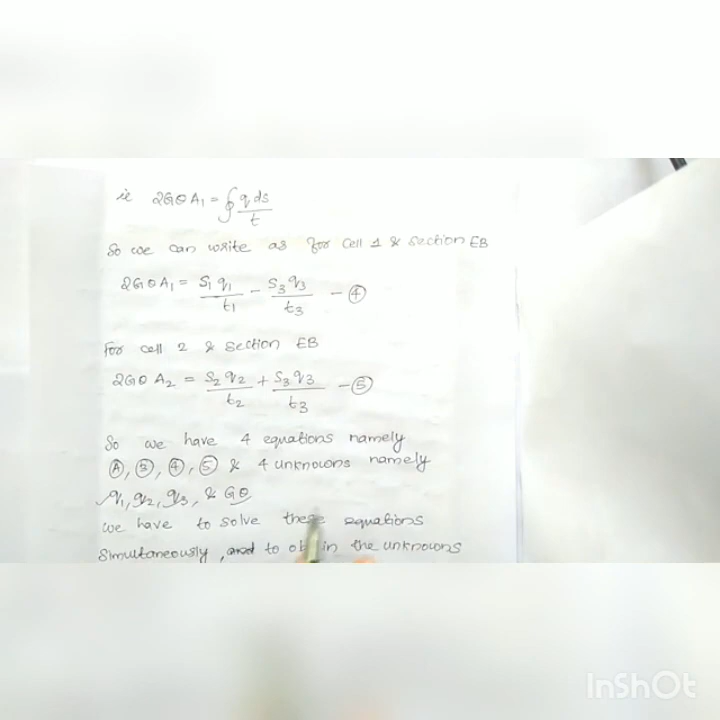 ie 2GθA₁ = ∮ q ds / t
So we can write as for cell 1 & section EB
2GθA₁ = S₁q₁/t₁ - S₃q₃/t₃ - ④
For cell 2 & section EB
2Gθ A₂ = S₂q₂/t₂ + S₃q₃/t₃ - ⑤
So we have 4 equations namely
Ⓐ, ③, ④, ⑤ & 4 unknowns namely
q₁, q₂, q₃, & Gθ
we have to solve these equations
simultaneously, and to in the unknowns
InShOt